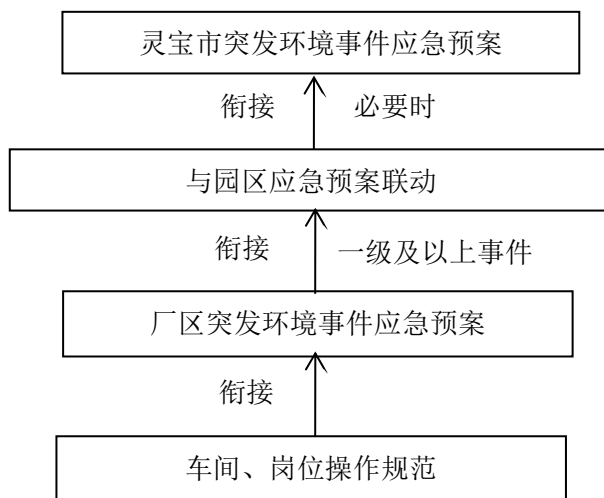 灵宝市突发环境事件应急预案
衔接 必要时
与园区应急预案联动
衔接 一级及以上事件
厂区突发环境事件应急预案
衔接
车间、岗位操作规范